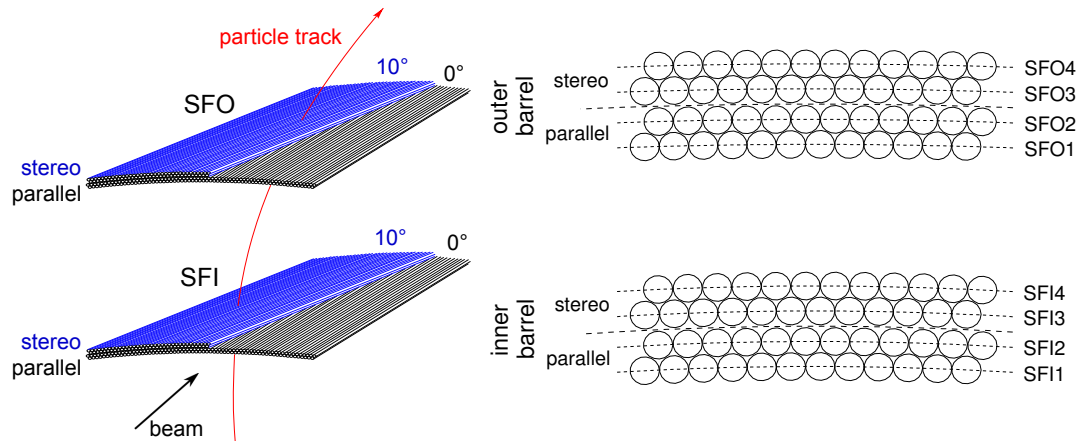 particle track
10°
0°
SFO
stereo
parallel
10°
0°
SFI
stereo
parallel
beam
outer
barrel
stereo
parallel
SFO4
SFO3
SFO2
SFO1
inner
barrel
stereo
parallel
SFI4
SFI3
SFI2
SFI1